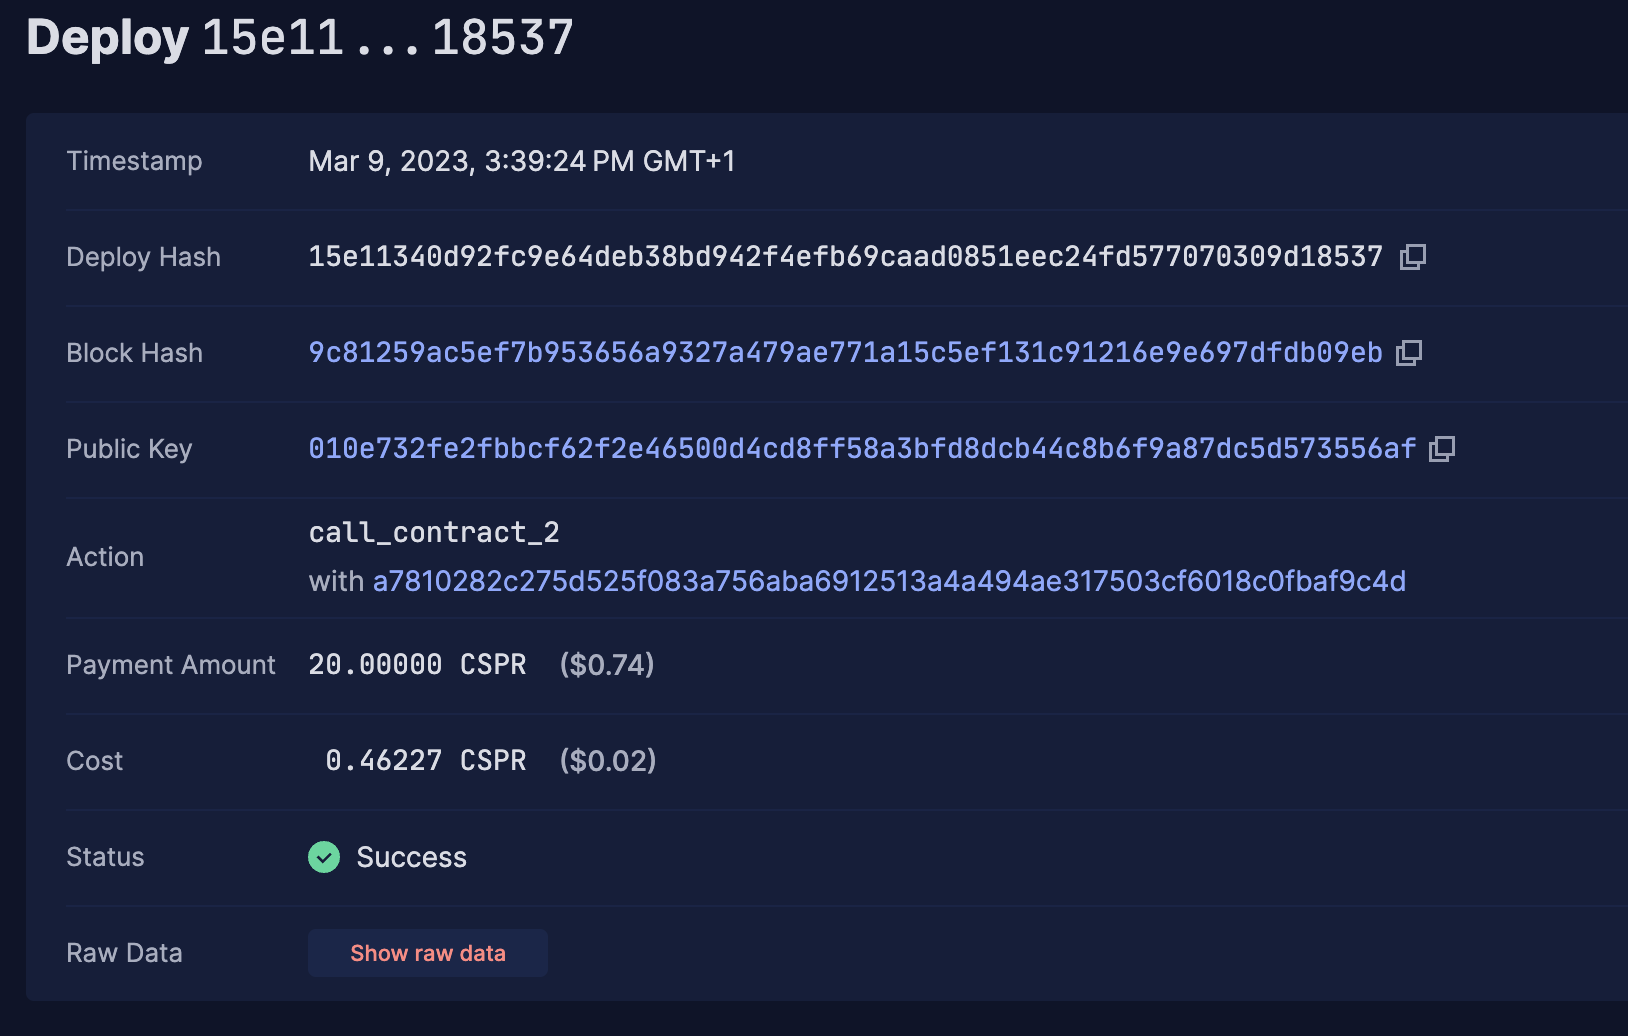 Deploy 15e11...18537
Timestamp Mar 9, 2023, 3:39:24 PM GMT+1
Deploy Hash 15e11340d92fc9e64deb38bd942f4efb69caad0851eec24fd577070309d18537
Block Hash 9c81259ac5ef7b953656a9327a479ae771a15c5ef131c91216e9e697dfdb09eb
Public Key 010e732fe2fbbcf62f2e46500d4cd8ff58a3bfd8dcb44c8b6f9a87dc5d573556af
Action call_contract_2
with a7810282c275d525f083a756aba6912513a4a494ae317503cf6018c0fbaf9c4d
Payment Amount 20.00000 CSPR ($0.74)
Cost 0.46227 CSPR ($0.02)
Status Success
Raw Data Show raw data